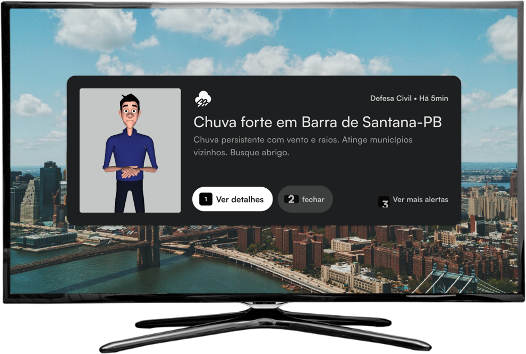 Defesa Civil • Há 5min
Chuva forte em Barra de Santana-PB
Chuva persistente com vento e raios. Atinge municípios
vizinhos. Busque abrigo.
1 Ver detalhes
2 fechar
3 Ver mais alertas